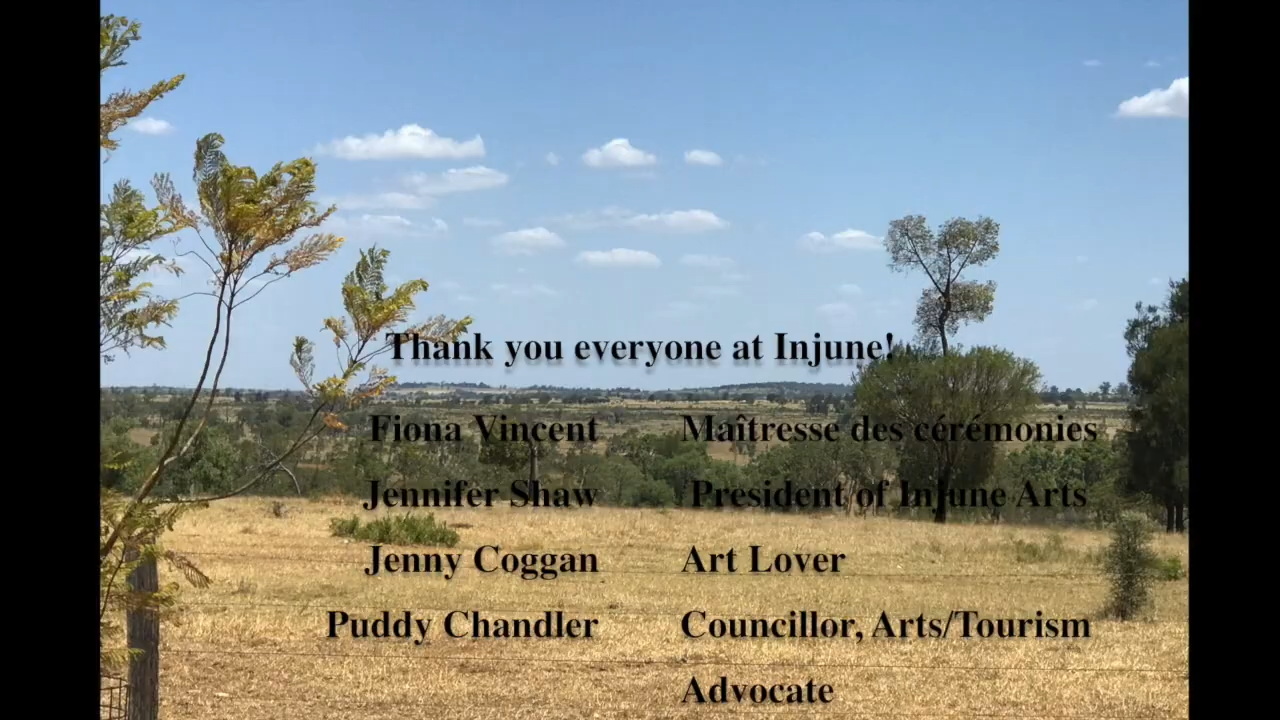 Thank you everyone at Injune!
Fiona Vincent Maîtresse des cérémonies
Jennifer Shaw President of Injune Arts
Jenny Coggan Art Lover
Puddy Chandler Councillor, Arts/Tourism
Advocate